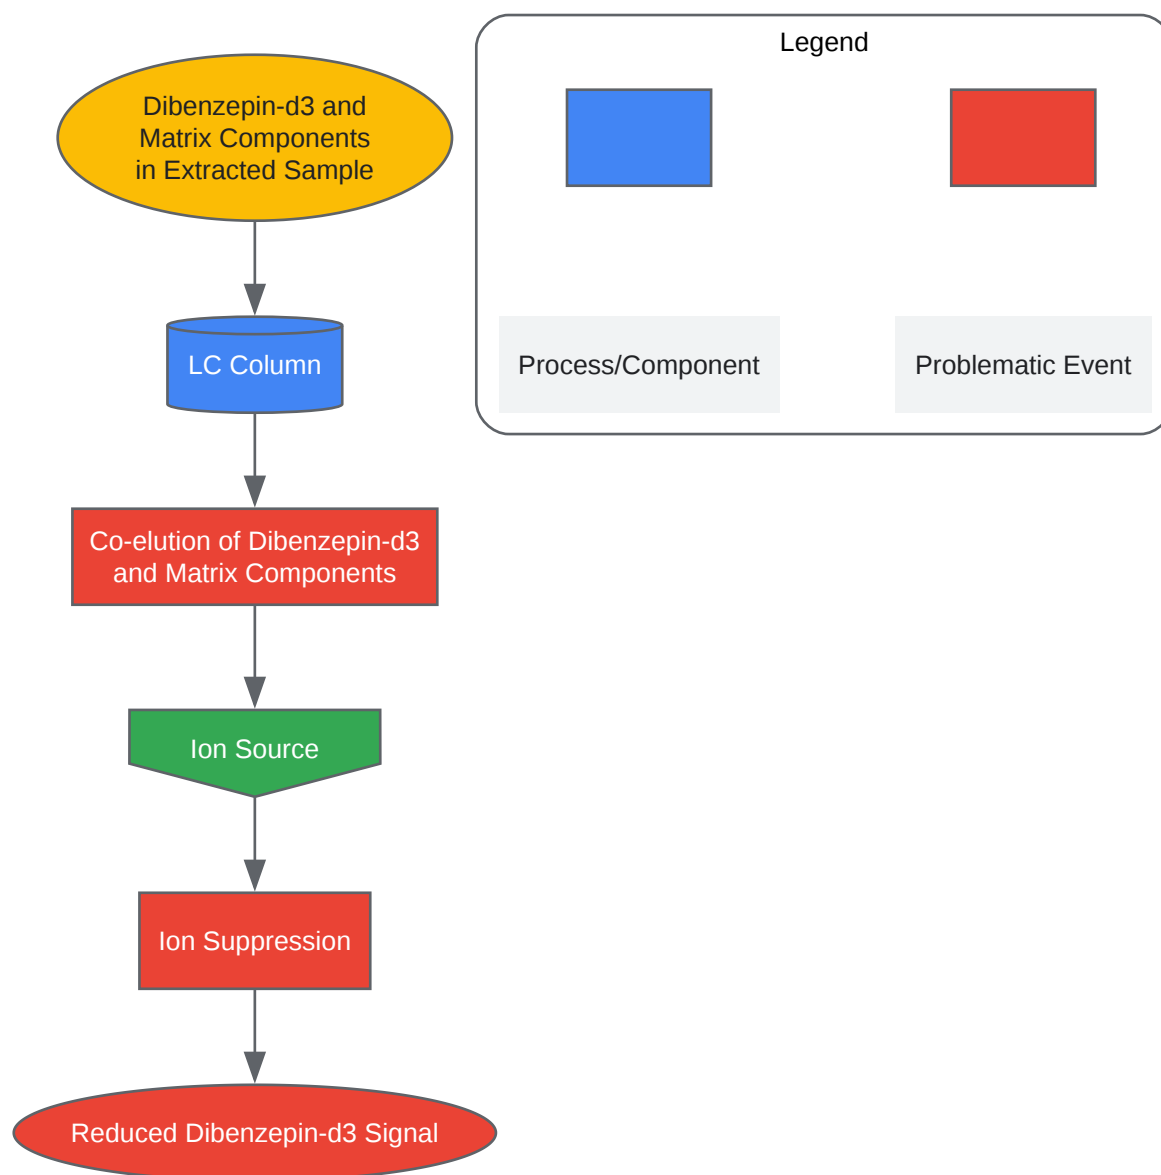 Dibenzepin-d3 and
Matrix Components
in Extracted Sample
LC Column
Co-elution of Dibenzepin-d3
and Matrix Components
Ion Source
Ion Suppression
Reduced Dibenzepin-d3 Signal
Legend
Process/Component
Problematic Event